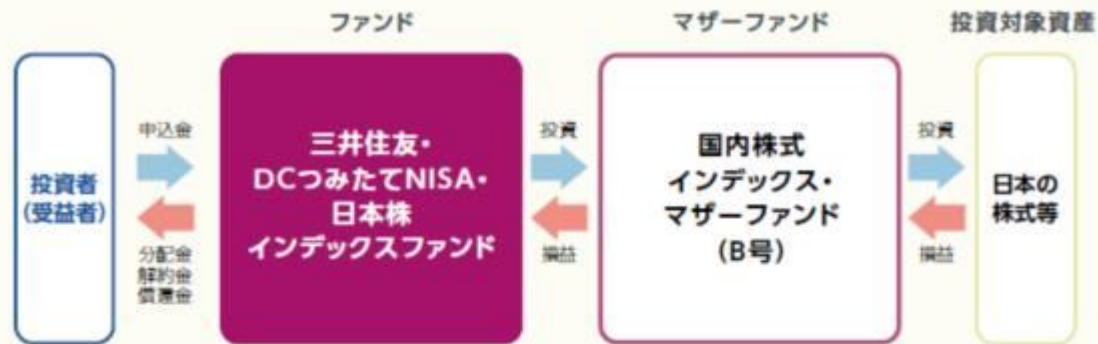 ファンド
マザーファンド
投資対象資産
投資者
(受益者)
申込金
分配金
解約金
償還金
三井住友・
DCつみたてNISA・
日本株
インデックスファンド
投資
損益
国内株式
インデックス・
マザーファンド
(B号)
投資
損益
日本の
株式等